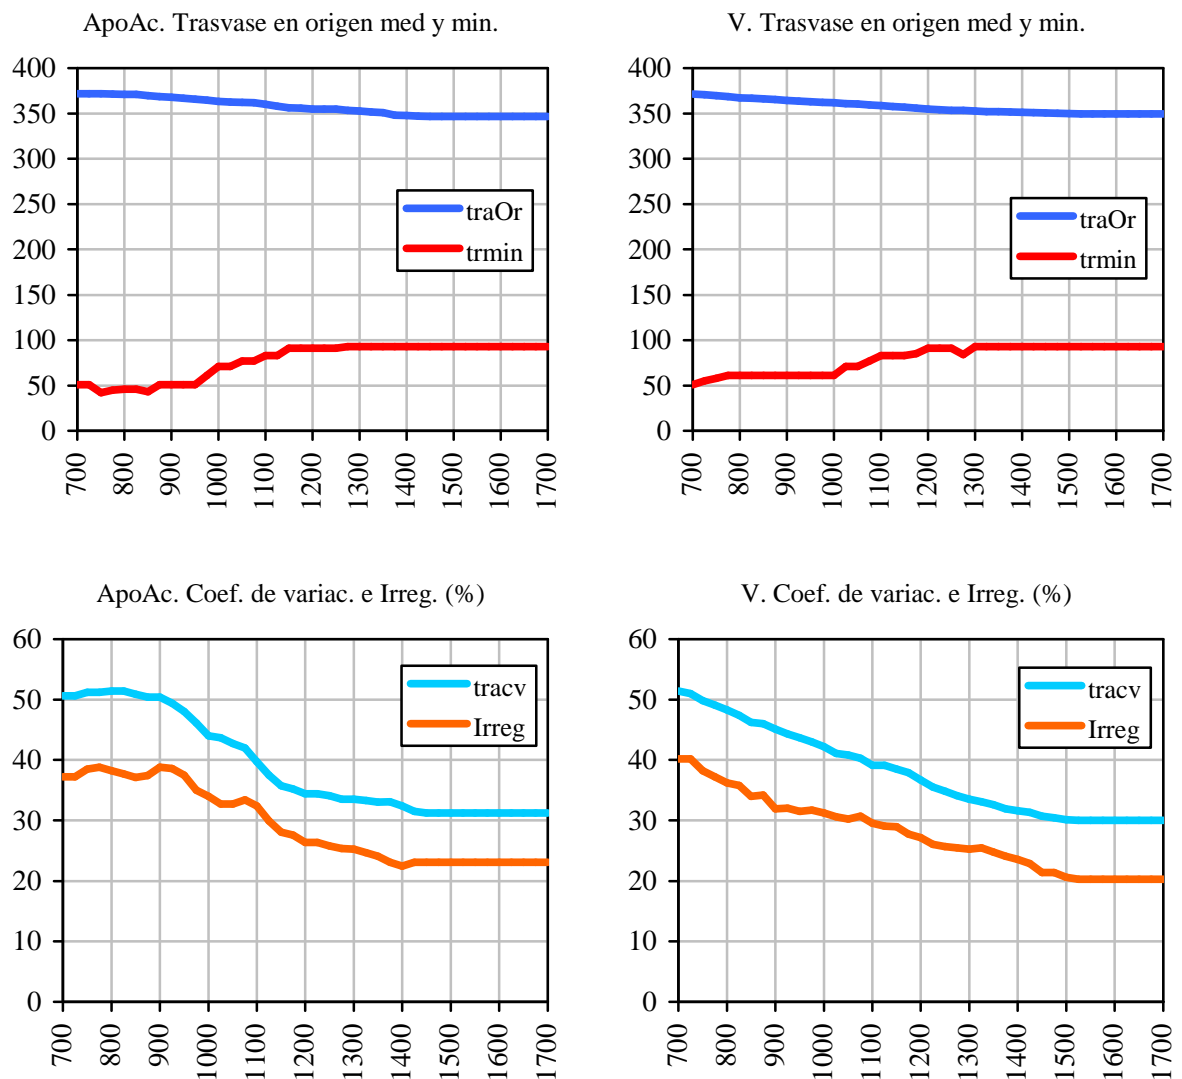 ApoAc. Trasvase en origen med y min.
400
350
300
250
200
150
100
50
0
traOr
trmin
700 800 900 1000 1100 1200 1300 1400 1500 1600 1700
V. Trasvase en origen med y min.
400
350
300
250
200
150
100
50
0
traOr
trmin
700 800 900 1000 1100 1200 1300 1400 1500 1600 1700
ApoAc. Coef. de variac. e Irreg. (%)
60
50
40
30
20
10
0
tracv
Irreg
700 800 900 1000 1100 1200 1300 1400 1500 1600 1700
V. Coef. de variac. e Irreg. (%)
60
50
40
30
20
10
0
tracv
Irreg
700 800 900 1000 1100 1200 1300 1400 1500 1600 1700